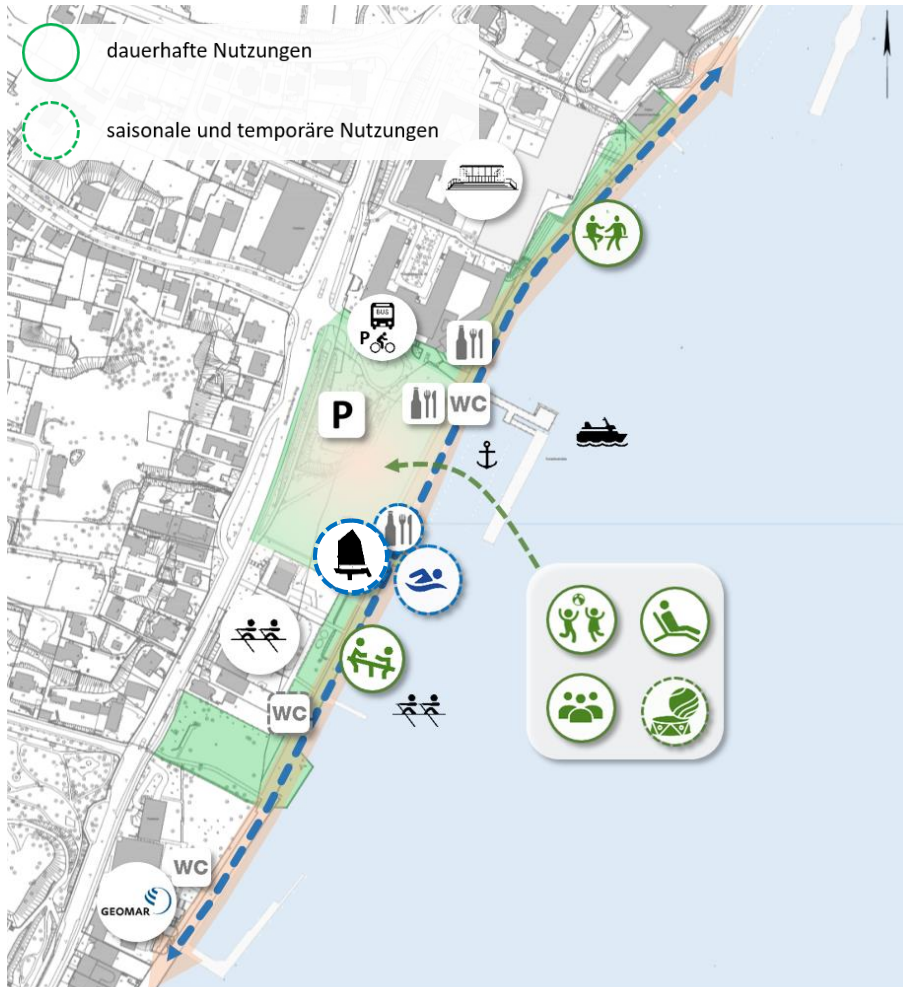 dauerhafte Nutzungen
saisonale und temporäre Nutzungen
BUS
P
P
WC
WC
WC
GEOMAR